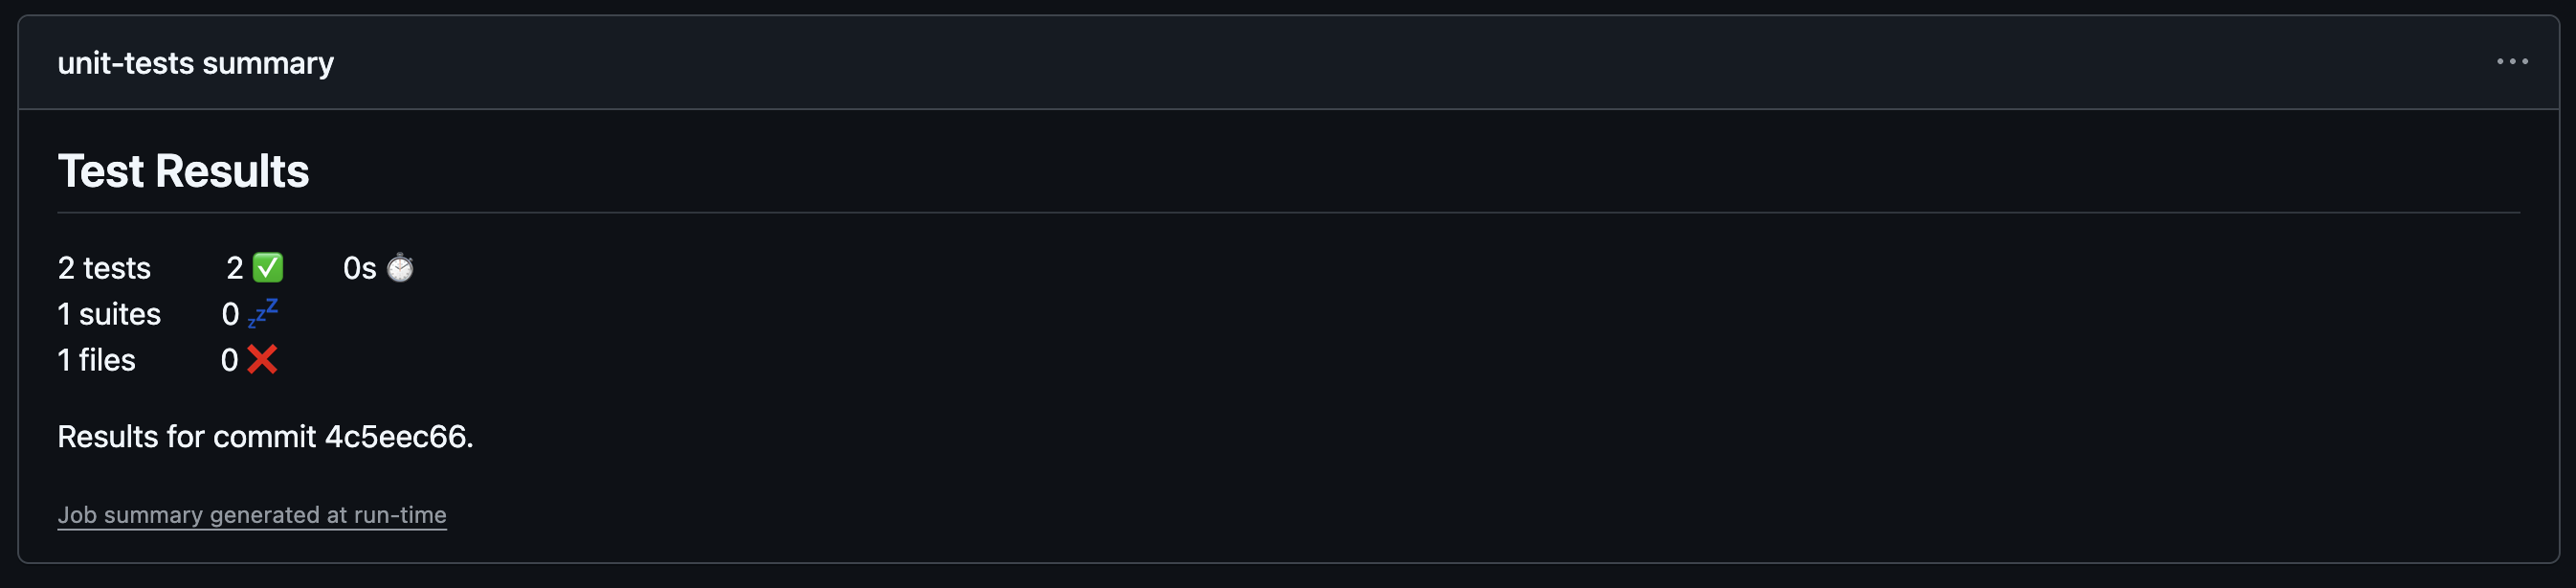 unit-tests summary
Test Results
2 tests 2 ✅ 0s ⏱️
1 suites 0 💤
1 files 0 ❌
Results for commit 4c5eec66.
Job summary generated at run-time